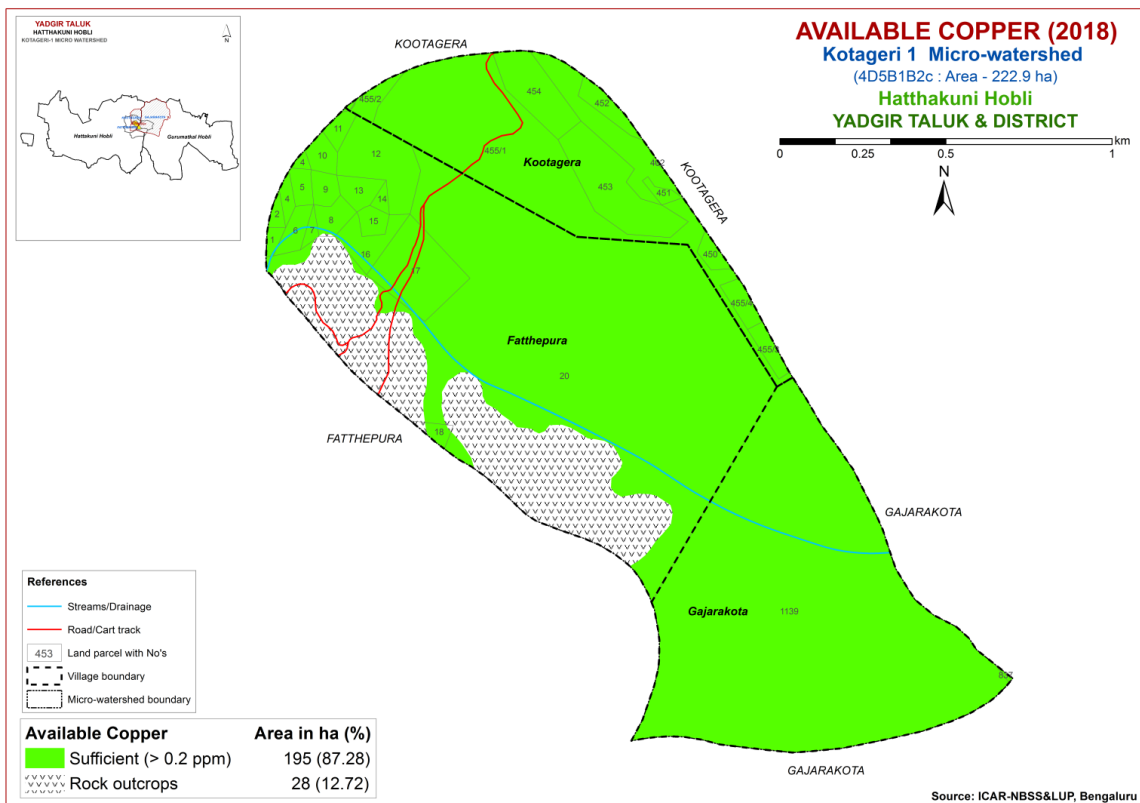 YADGIR TALUK
HATTHAKUNI HOBLI
KOTAGERI-1 MICRO WATERSHED
N
Hattskuni Hobli
Gurumatkal Hobli
AVAILABLE COPPER (2018)
Kotageri 1 Micro-watershed
(4D5B1B2c : Area - 222.9 ha)
Hatthakuni Hobli
YADGIR TALUK & DISTRICT
km
0 0.25 0.5 1
N
KOOTAGERA
455/2
454
452
11
10
12
455/1
Kootagera
462
4
5
9
13
14
453
451
KOOTAGERA
4
2
8
15
6
7
1
16
17
450
455/4
Fatthepura
455/3
20
FATTHEPURA
18
GAJARAKOTA
Gajarakota
1139
837
GAJARAKOTA
References
Streams/Drainage
Road/Cart track
453 Land parcel with No's
Village boundary
Micro-watershed boundary
Available Copper Area in ha (%)
Sufficient (> 0.2 ppm) 195 (87.28)
Rock outcrops 28 (12.72)
Source: ICAR-NBSS&LUP, Bengaluru